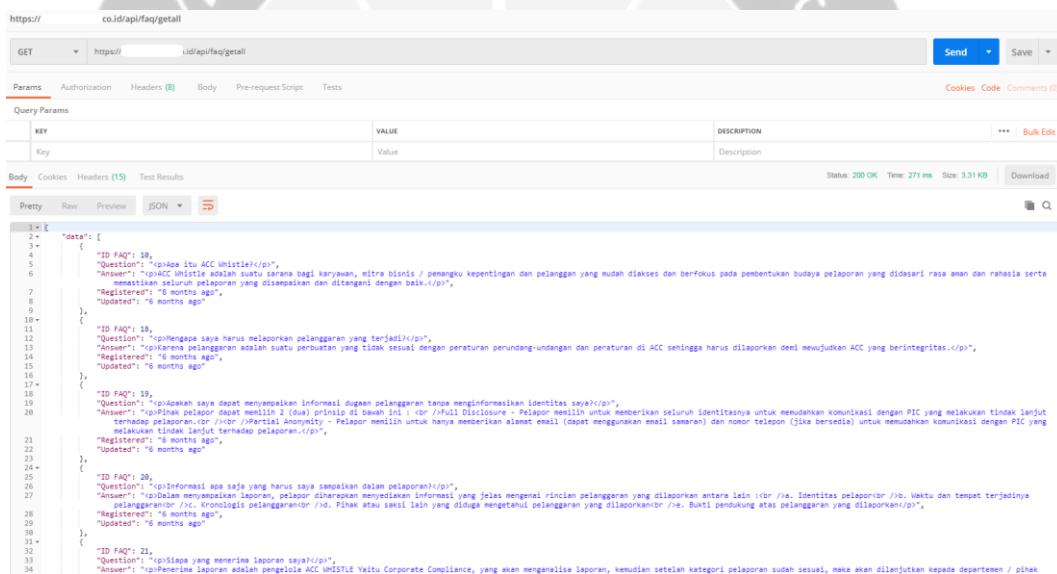 https:// co.id/api/faq/getall
GET https:// .id/api/faq/getall Send Save
Params Authorization Headers (8) Body Pre-request Script Tests Cookies Code Comments (0)
Query Params
KEY VALUE DESCRIPTION ••• Bulk Edit
Key Value Description
Body Cookies Headers (15) Test Results Status: 200 OK Time: 271 ms Size: 3.31 KB Download
Pretty Raw Preview JSON
1 {
2 "data": [
3 {
4 "ID FAQ": 10,
5 "Question": "<p>Apa itu ACC Whistle?</p>",
6 "Answer": "<p>ACC Whistle adalah suatu sarana bagi karyawan, mitra bisnis / pemangku kepentingan dan pelanggan yang mudah diakses dan berfokus pada pembentukan budaya pelaporan yang didasari rasa aman dan rahasia serta
memastikan seluruh pelaporan yang disampaikan dan ditangani dengan baik.</p>",
7 "Registered": "8 months ago",
8 "Updated": "6 months ago"
9 },
10 {
11 "ID FAQ": 18,
12 "Question": "<p>Mengapa saya harus melaporkan pelanggaran yang terjadi?</p>",
13 "Answer": "<p>Karena pelanggaran adalah suatu perbuatan yang tidak sesuai dengan peraturan perundang-undangan dan peraturan di ACC sehingga harus dilaporkan demi mewujudkan ACC yang berintegritas.</p>",
14 "Registered": "6 months ago",
15 "Updated": "6 months ago"
16 },
17 {
18 "ID FAQ": 19,
19 "Question": "<p>Apakah saya dapat menyampaikan informasi dugaan pelanggaran tanpa menginformasikan identitas saya?</p>",
20 "Answer": "<p>Pihak pelapor dapat memilih 2 (dua) prinsip di bawah ini : <br />Full Disclosure - Pelapor memilih untuk memberikan seluruh identitasnya untuk memudahkan komunikasi dengan PIC yang melakukan tindak lanjut
terhadap pelaporan.<br /><br />Partial Anonymity - Pelapor memilih untuk hanya memberikan alamat email (dapat menggunakan email samaran) dan nomor telepon (jika bersedia) untuk memudahkan komunikasi dengan PIC yang
melakukan tindak lanjut terhadap pelaporan.</p>",
21 "Registered": "6 months ago",
22 "Updated": "6 months ago"
23 },
24 {
25 "ID FAQ": 20,
26 "Question": "<p>Informasi apa saja yang harus saya sampaikan dalam pelaporan?</p>",
27 "Answer": "<p>Dalam menyampaikan laporan, pelapor diharapkan menyediakan informasi yang jelas mengenai rincian pelanggaran yang dilaporkan antara lain :<br />a. Identitas pelapor<br />b. Waktu dan tempat terjadinya
pelanggaran<br />c. Kronologis pelanggaran<br />d. Pihak atau saksi lain yang diduga mengetahui pelanggaran yang dilaporkan<br />e. Bukti pendukung atas pelanggaran yang dilaporkan</p>",
28 "Registered": "6 months ago",
29 "Updated": "6 months ago"
30 },
31 {
32 "ID FAQ": 21,
33 "Question": "<p>Siapa yang menerima laporan saya?</p>",
34 "Answer": "<p>Penerima laporan adalah pengelola ACC WHISTLE Yaitu Corporate Compliance, yang akan menganalisa laporan, kemudian setelah kategori pelaporan sudah sesuai, maka akan dilanjutkan kepada departemen / pihak